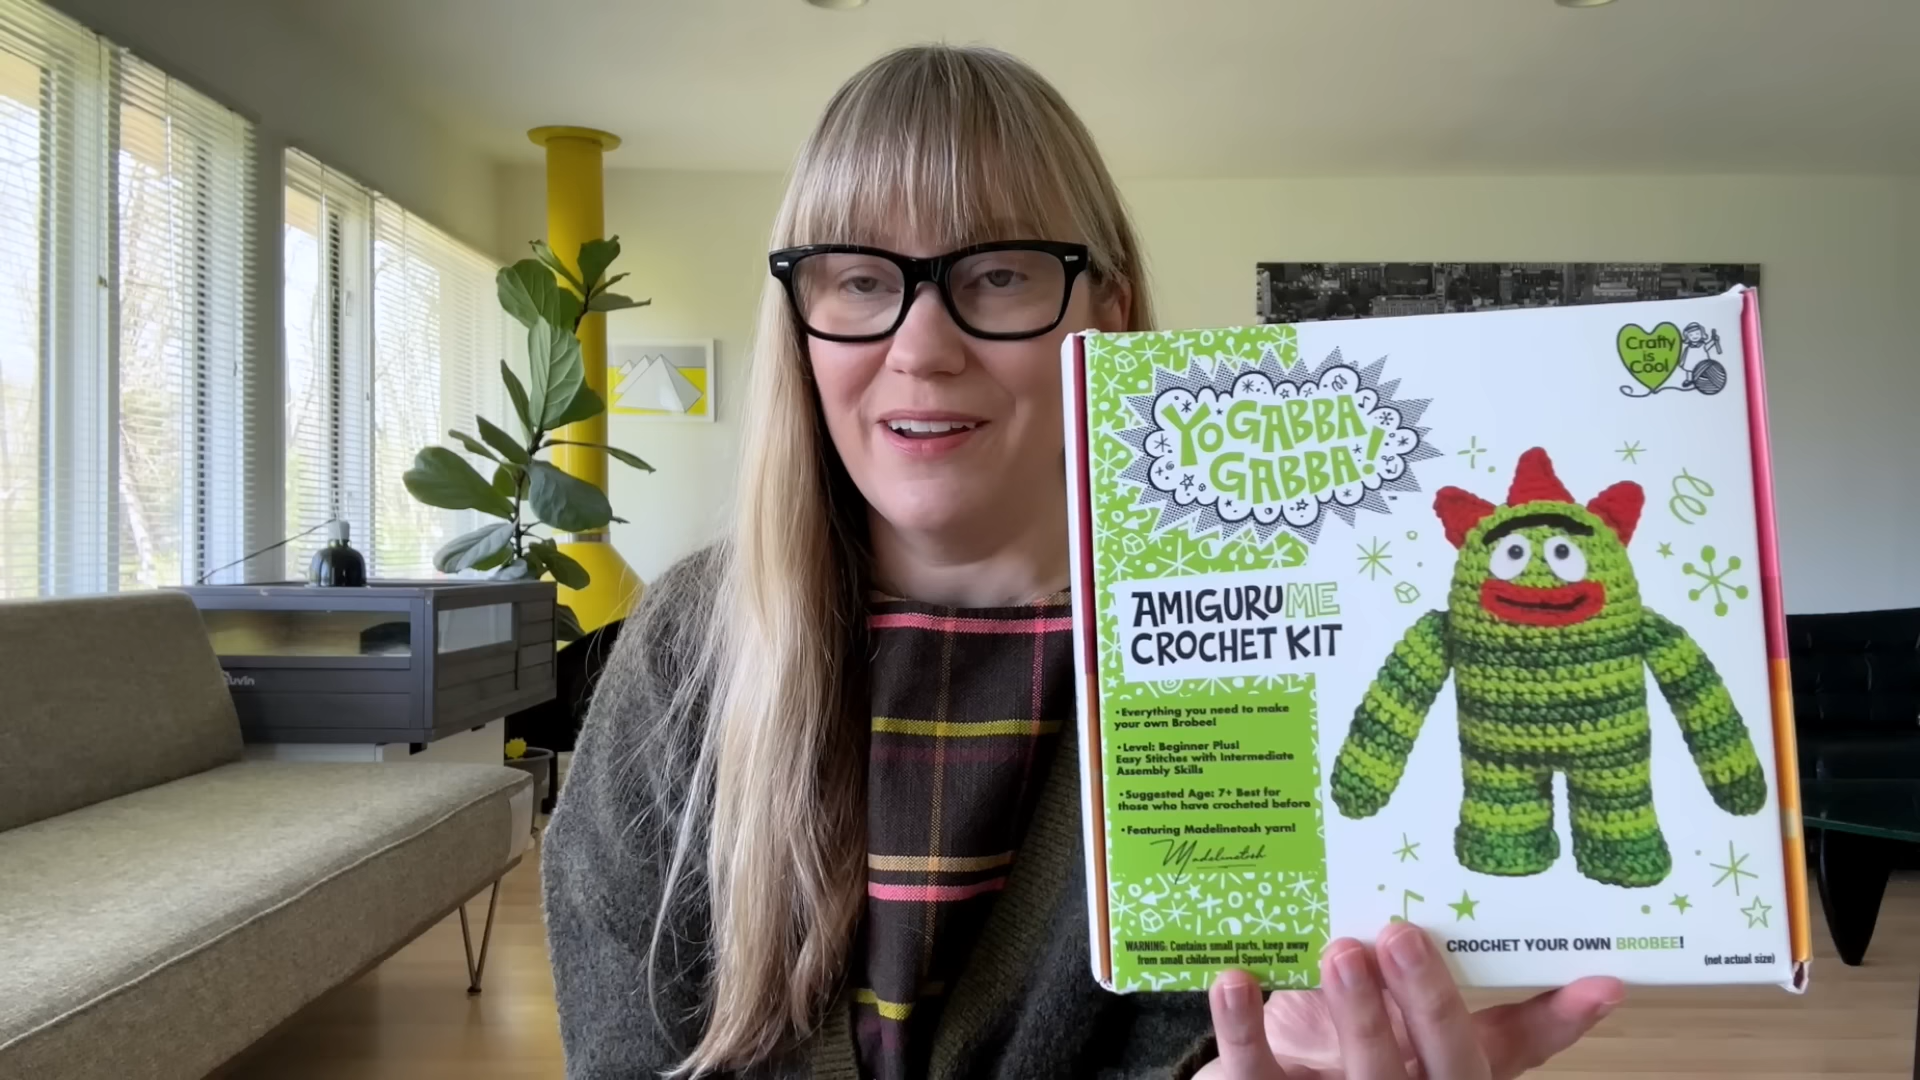 Crafty
is
Cool
YO GABBA
GABBA!
AMIGURUME
CROCHET KIT
•Everything you need to make
your own Brobee!
•Level: Beginner Plus!
Easy Stitches with Intermediate
Assembly Skills
•Suggested Age: 7+ Best for
those who have crocheted before
•Featuring Madelinetosh yarn!
Madelinetosh
WARNING: Contains small parts, keep away
from small children and Spooky Toast
CROCHET YOUR OWN BROBEE!
(not actual size)